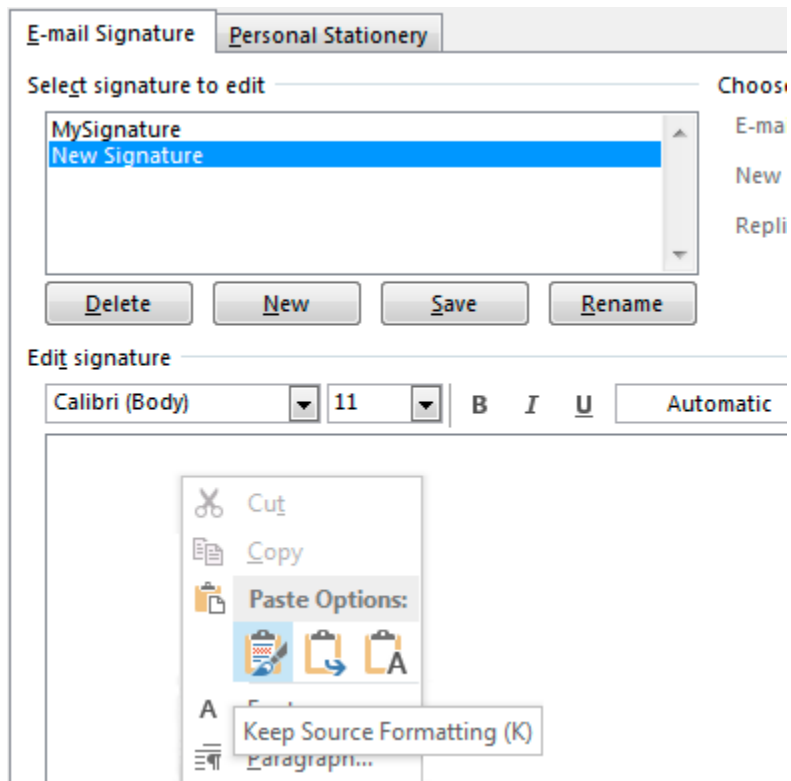 E-mail Signature
Personal Stationery
Select signature to edit
Choose
MySignature
New Signature
E-mai
New
Repli
Delete
New
Save
Rename
Edit signature
Calibri (Body)
11
B
I
U
Automatic
Cut
Copy
Paste Options:
A
A
Keep Source Formatting (K)
Paragraph...